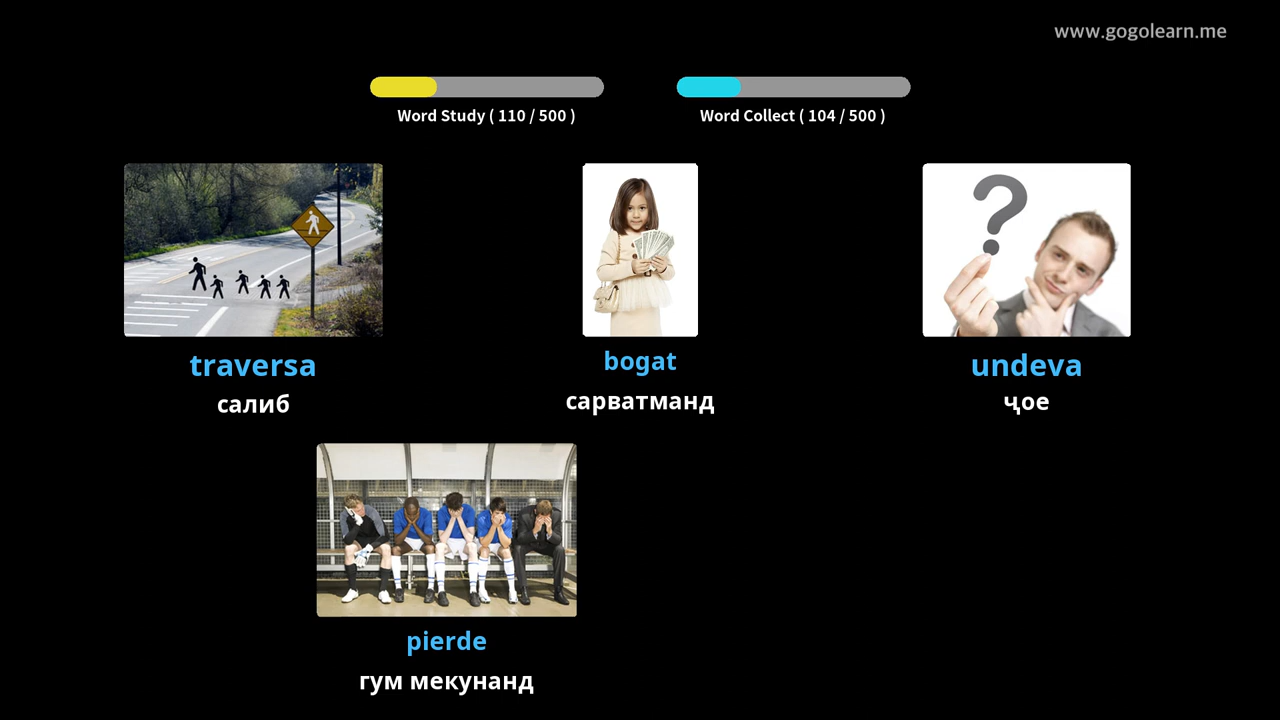 www.gogolearn.me
Word Study ( 110 / 500 )
Word Collect ( 104 / 500 )
traversa
салиб
bogat
сарватманд
undeva
ҷое
pierde
гум мекунанд